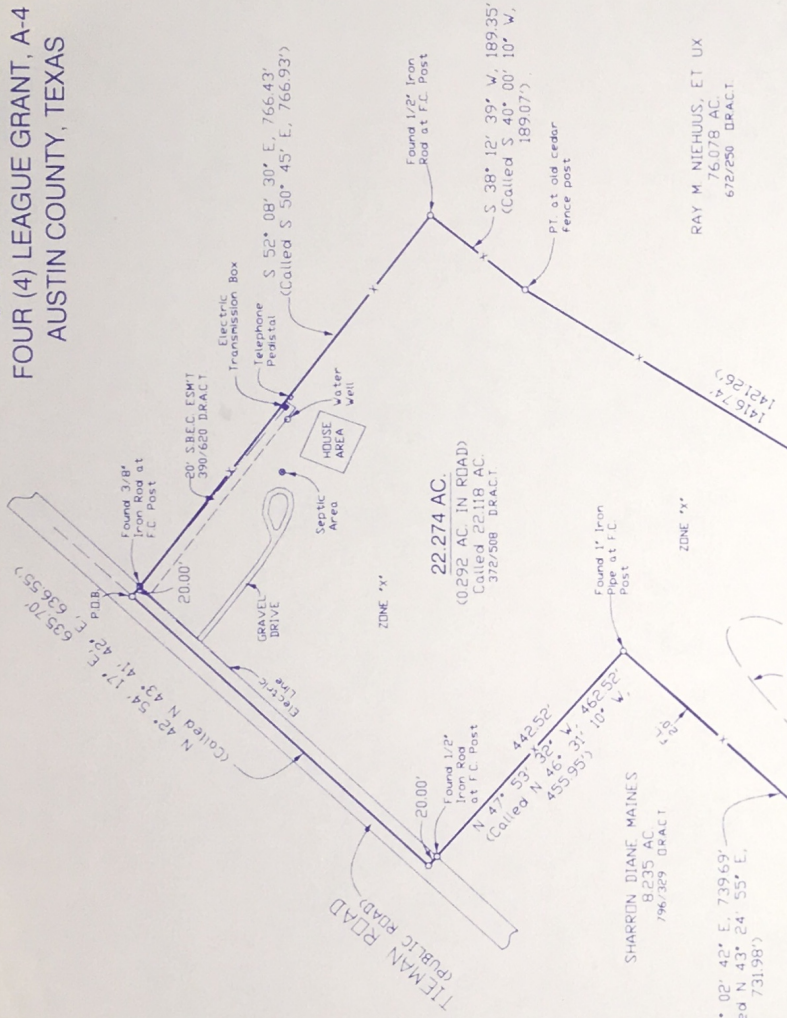 FOUR (4) LEAGUE GRANT, A-4
AUSTIN COUNTY, TEXAS
Found 3/8"
Iron Rod at
F.C Post
20' S.B.E.C. ESM'T
390/620 D.R.A.C.T
Electric
Transmission Box
Telephone
Pedistal
S 52° 08' 30" E, 766.43'
(Called S 50° 45' E, 766.93')
Found 1/2" Iron
Rod at F.C. Post
S 38° 12' 39" W, 189.35'
(Called S 40° 00' 10" W,
189.07')
P.O.B.
N 42° 54' 17" E, 635.70'
(Called N 43° 41' 42" E, 636.55')
20.00'
GRAVEL
DRIVE
Electric
Line
Septic
Area
HOUSE
AREA
Water
Well
PT. at old cedar
fence post
ZONE "X"
22.274 AC.
(0.292 AC. IN ROAD)
Called 22.118 AC.
372/508 D.R.A.C.T
RAY M. NIEHUUS, ET UX
76.078 AC.
672/250 D.R.A.C.T.
1416.74'
1421.26')
TIEMAN ROAD
(PUBLIC ROAD)
20.00'
Found 1/2"
Iron Rod
at F.C. Post
442.52'
N 47° 53' 32" W, 462.52'
(Called N 46° 31' 10" W,
455.95')
Found 1" Iron
Pipe at F.C.
Post
ZONE "X"
SHARRON DIANE MAINES
8.235 AC.
796/329 D.R.A.C.T
° 02' 42" E, 739.69'
ed N 43° 24' 55" E,
731.98')